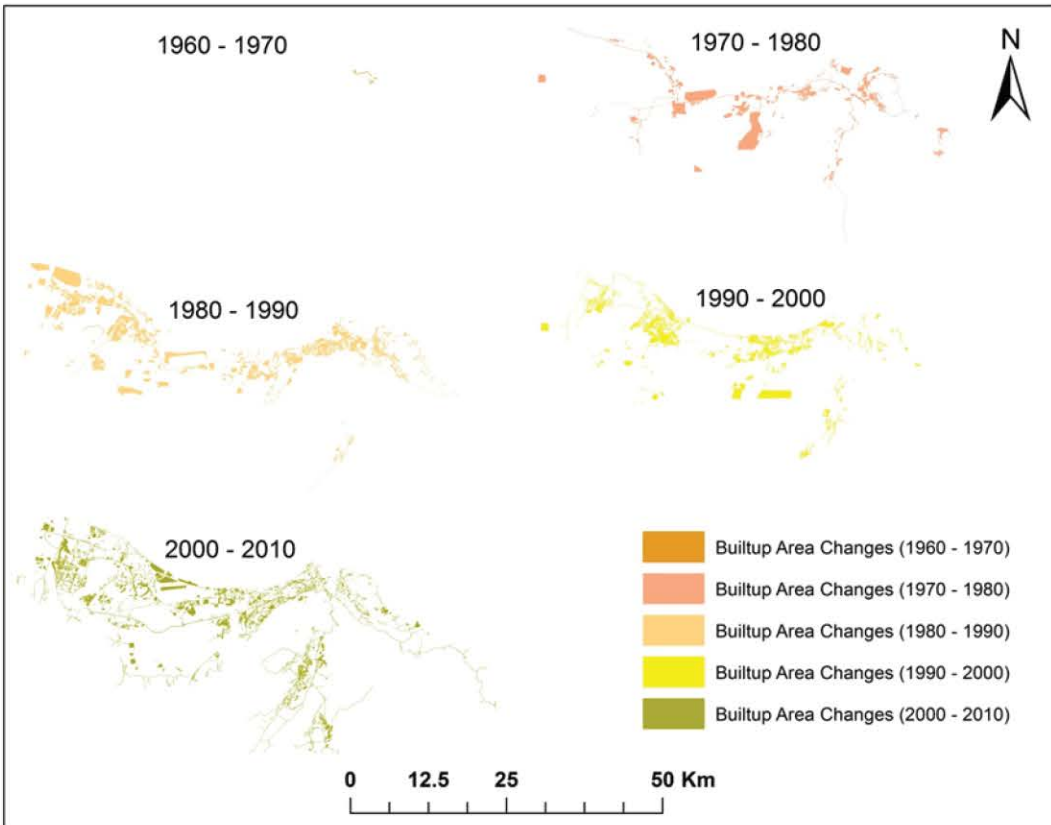 1960 - 1970
1970 - 1980
N
1980 - 1990
1990 - 2000
2000 - 2010
Builtup Area Changes (1960 - 1970)
Builtup Area Changes (1970 - 1980)
Builtup Area Changes (1980 - 1990)
Builtup Area Changes (1990 - 2000)
Builtup Area Changes (2000 - 2010)
0 12.5 25 50 Km